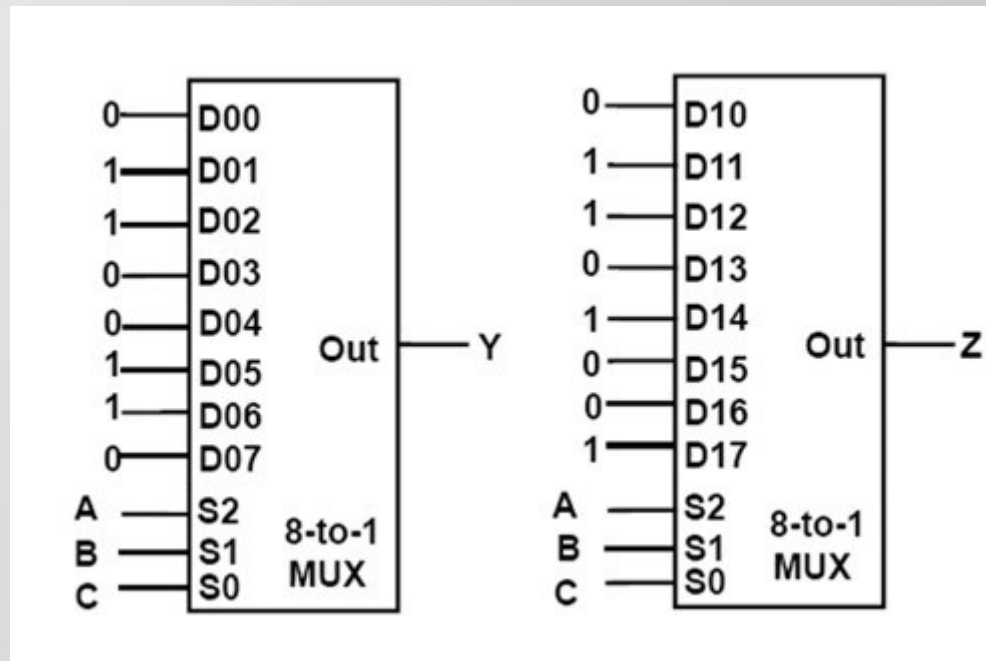 0 D00
1 D01
1 D02
0 D03
0 D04
1 D05
1 D06
0 D07
Out Y
A S2
B S1
C S0
8-to-1
MUX
0 D10
1 D11
1 D12
0 D13
1 D14
0 D15
0 D16
1 D17
Out Z
A S2
B S1
C S0
8-to-1
MUX